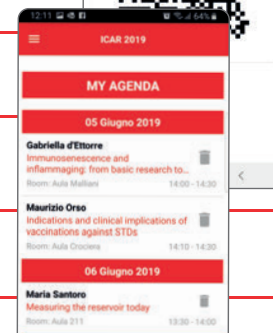 12:11
64%
ICAR 2019
MY AGENDA
05 Giugno 2019
Gabriella d'Ettorre
Immunosenescence and
inflammaging: from basic research to...
Room: Aula Malliani
14:00 - 14:30
Maurizio Orso
Indications and clinical implications of
vaccinations against STDs
Room: Aula Crociera
14:10 - 14:30
06 Giugno 2019
Maria Santoro
Measuring the reservoir today
Room: Aula 211
13:30 - 14:00